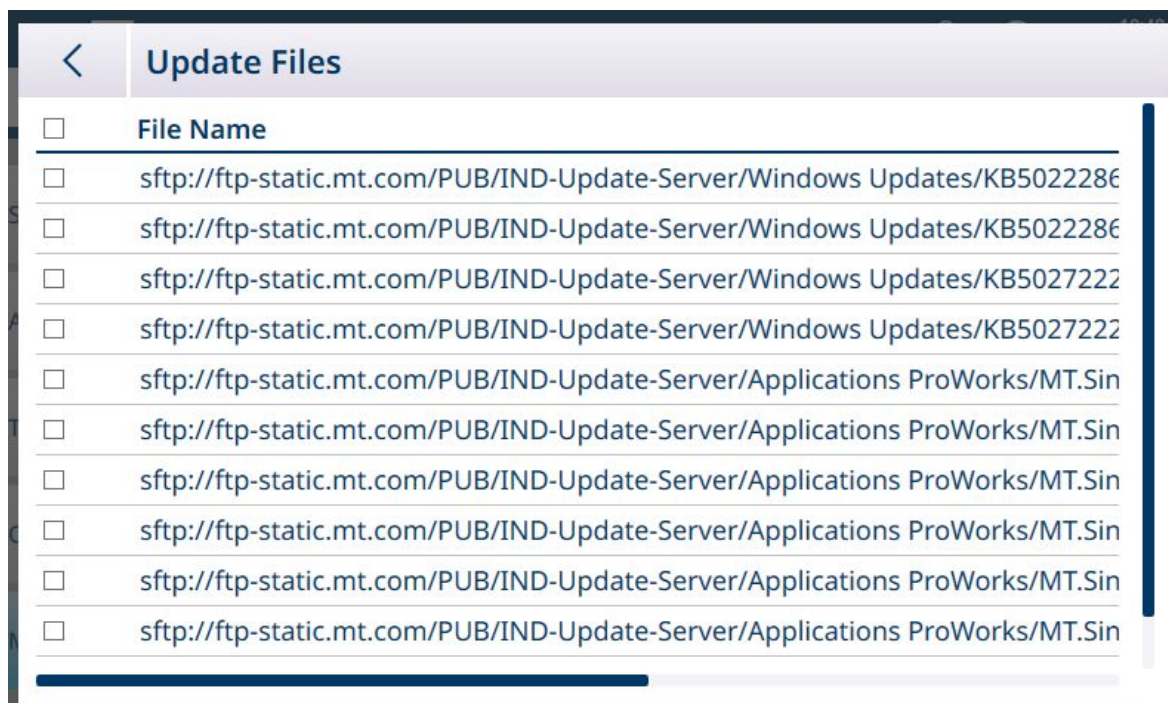 Update Files
File Name
sftp://ftp-static.mt.com/PUB/IND-Update-Server/Windows Updates/KB5022286
sftp://ftp-static.mt.com/PUB/IND-Update-Server/Windows Updates/KB5022286
sftp://ftp-static.mt.com/PUB/IND-Update-Server/Windows Updates/KB5027222
sftp://ftp-static.mt.com/PUB/IND-Update-Server/Windows Updates/KB5027222
sftp://ftp-static.mt.com/PUB/IND-Update-Server/Applications ProWorks/MT.Sin
sftp://ftp-static.mt.com/PUB/IND-Update-Server/Applications ProWorks/MT.Sin
sftp://ftp-static.mt.com/PUB/IND-Update-Server/Applications ProWorks/MT.Sin
sftp://ftp-static.mt.com/PUB/IND-Update-Server/Applications ProWorks/MT.Sin
sftp://ftp-static.mt.com/PUB/IND-Update-Server/Applications ProWorks/MT.Sin
sftp://ftp-static.mt.com/PUB/IND-Update-Server/Applications ProWorks/MT.Sin